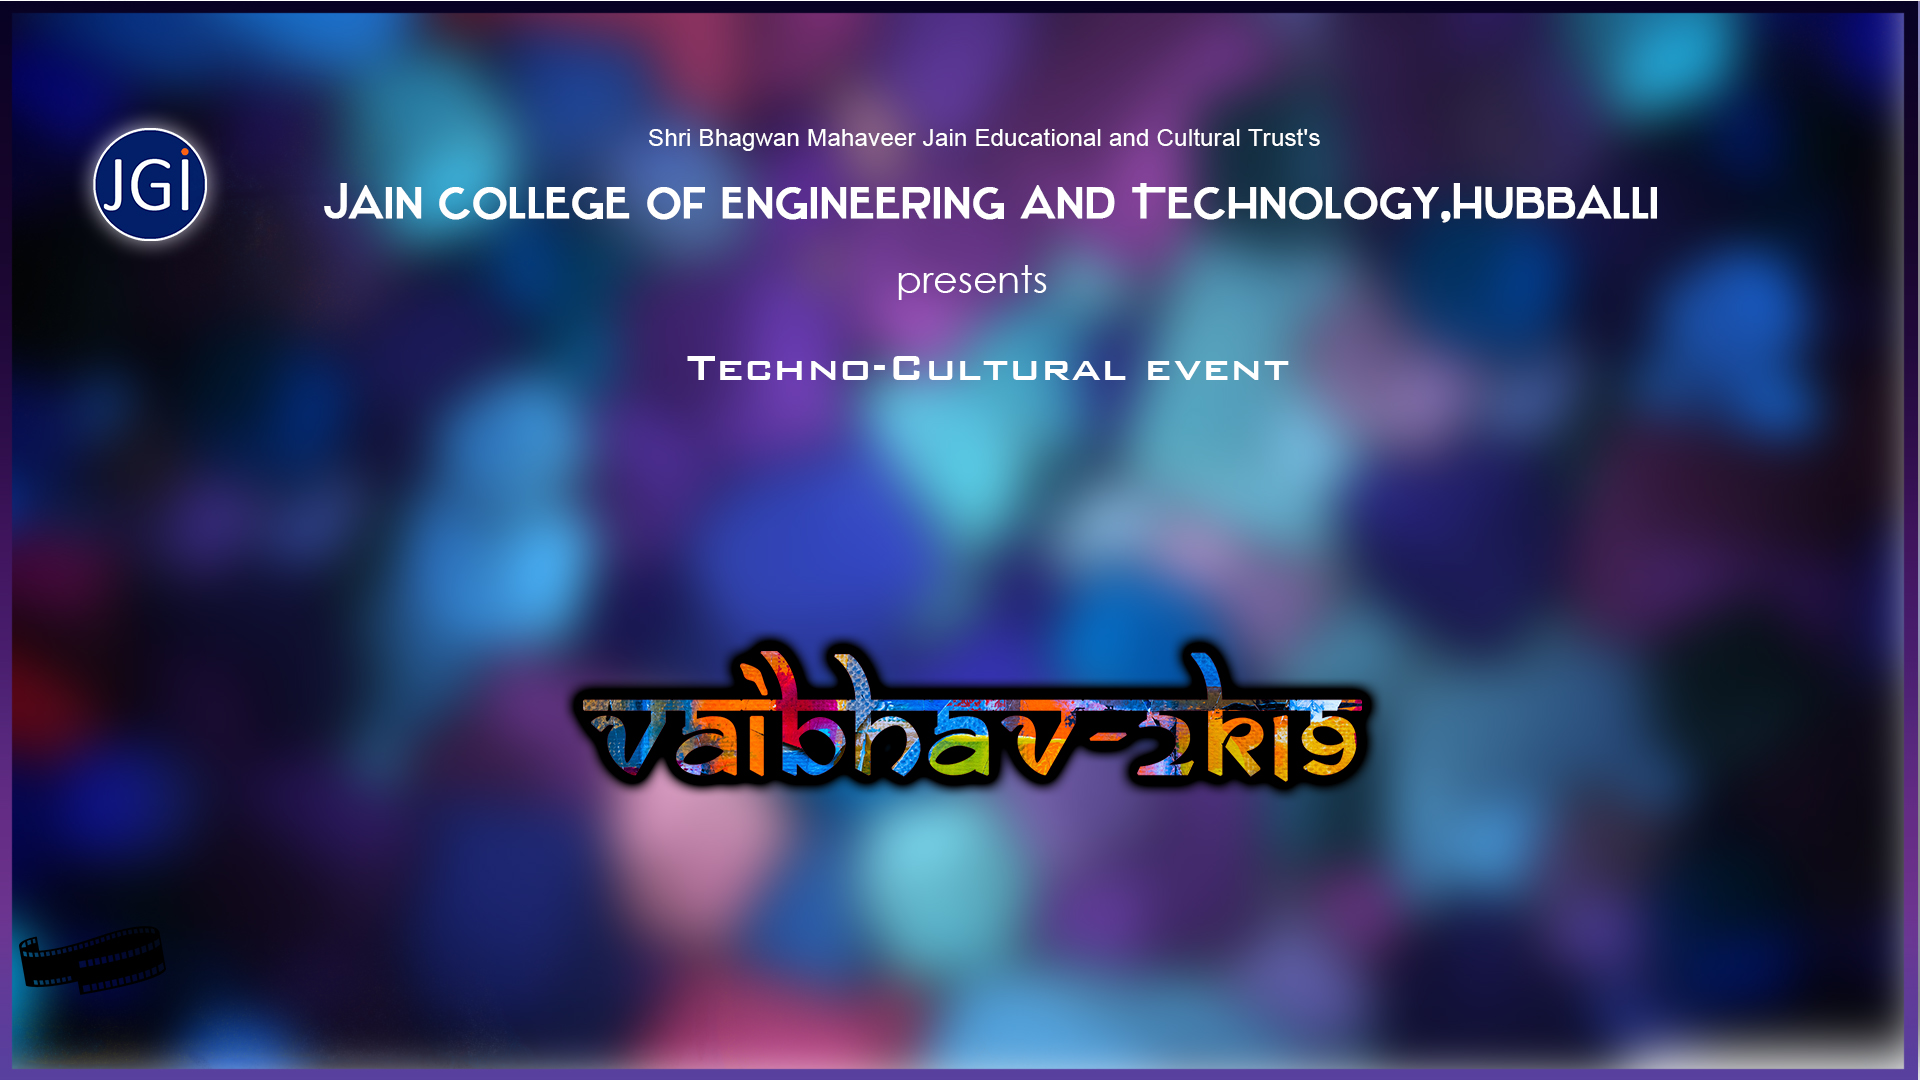 JGi
Shri Bhagwan Mahaveer Jain Educational and Cultural Trust's
JAIN COLLEGE OF ENGINEERING AND TECHNOLOGY,HUBBALLI
presents
TECHNO-CULTURAL EVENT
vaibhav-2k19